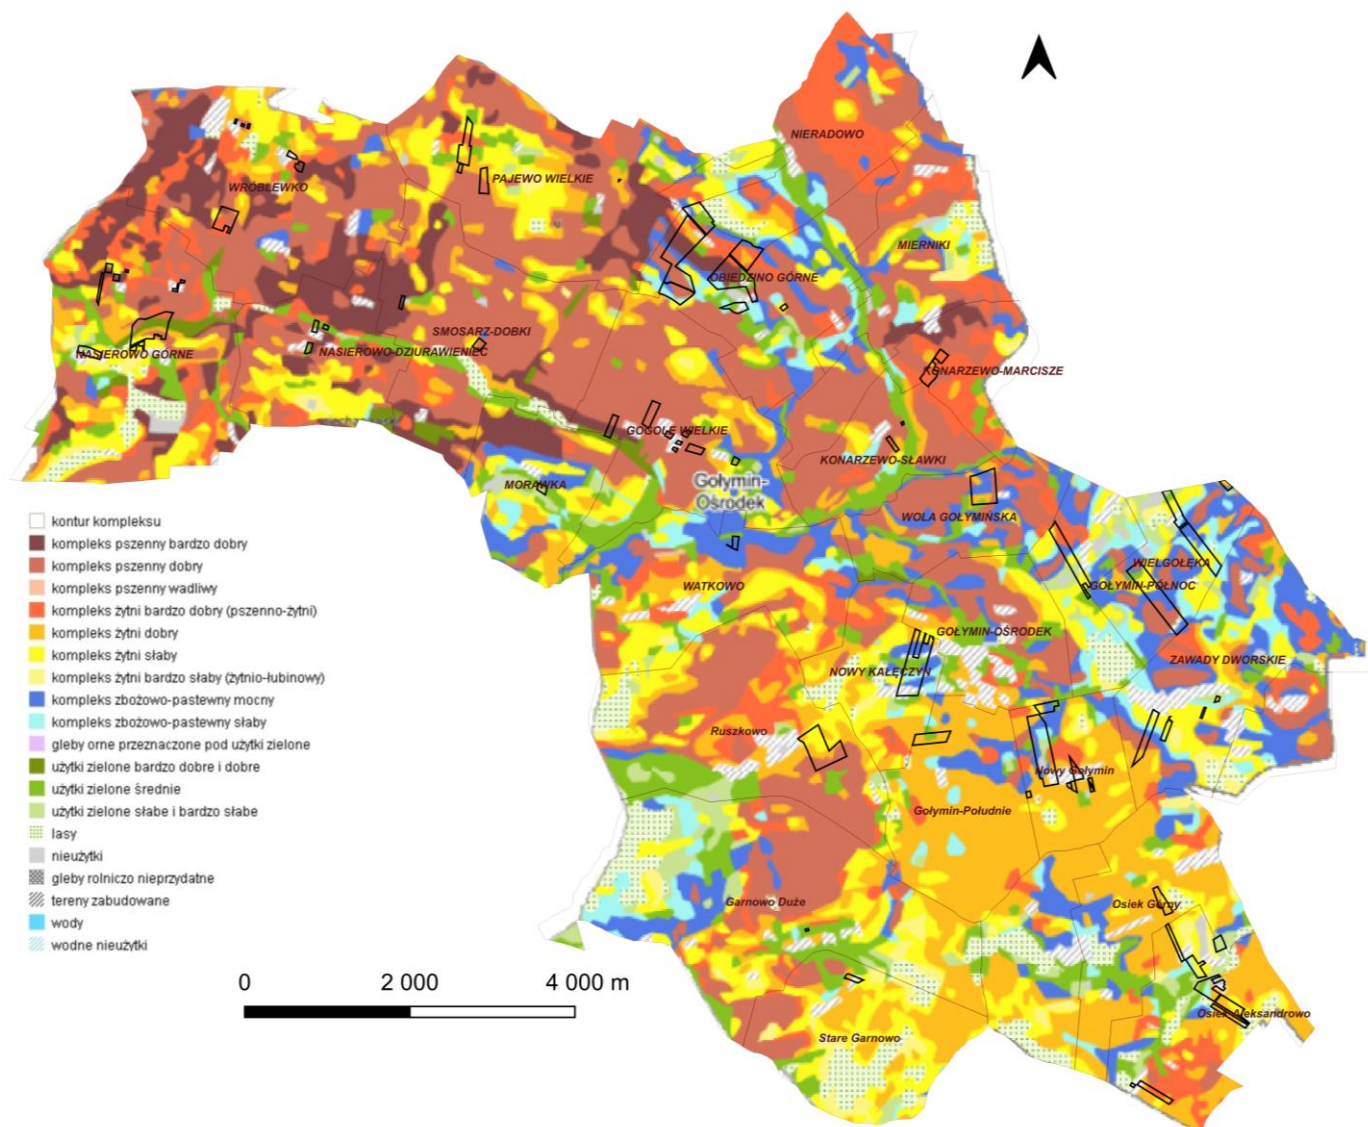 NIERADOWO
PAJEWO WIELKIE
WRÓBLEWKO
MIERNIKI
OBIEDZINO GÓRNE
SMOSARZ-DOBKI
NASIEROWO-DZIURAWIENIEC
NASIEROWO GÓRNE
KONARZEWO-MARCISZE
GOGOLE WIELKIE
KONARZEWO-SŁAWKI
MORAWKA
Gołymin-
Ośrodek
WOLA GOŁYMIŃSKA
WIELGOŁĘKA
GOŁYMIN-PÓŁNOC
WATKOWO
GOŁYMIN-OŚRODEK
ZAWADY DWORSKIE
NOWY KAŁĘCZYN
Ruszkowo
Nowy Gołymin
Gołymin-Południe
Garnowo Duże
Osiek Górny
Osiek-Aleksandrowo
Stare Garnowo
kontur kompleksu
kompleks pszenny bardzo dobry
kompleks pszenny dobry
kompleks pszenny wadliwy
kompleks żytni bardzo dobry (pszenno-żytni)
kompleks żytni dobry
kompleks żytni słaby
kompleks żytni bardzo słaby (żytnio-łubinowy)
kompleks zbożowo-pastewny mocny
kompleks zbożowo-pastewny słaby
gleby orne przeznaczone pod użytki zielone
użytki zielone bardzo dobre i dobre
użytki zielone średnie
użytki zielone słabe i bardzo słabe
lasy
nieużytki
gleby rolniczo nieprzydatne
tereny zabudowane
wody
wodne nieużytki
0 2 000 4 000 m